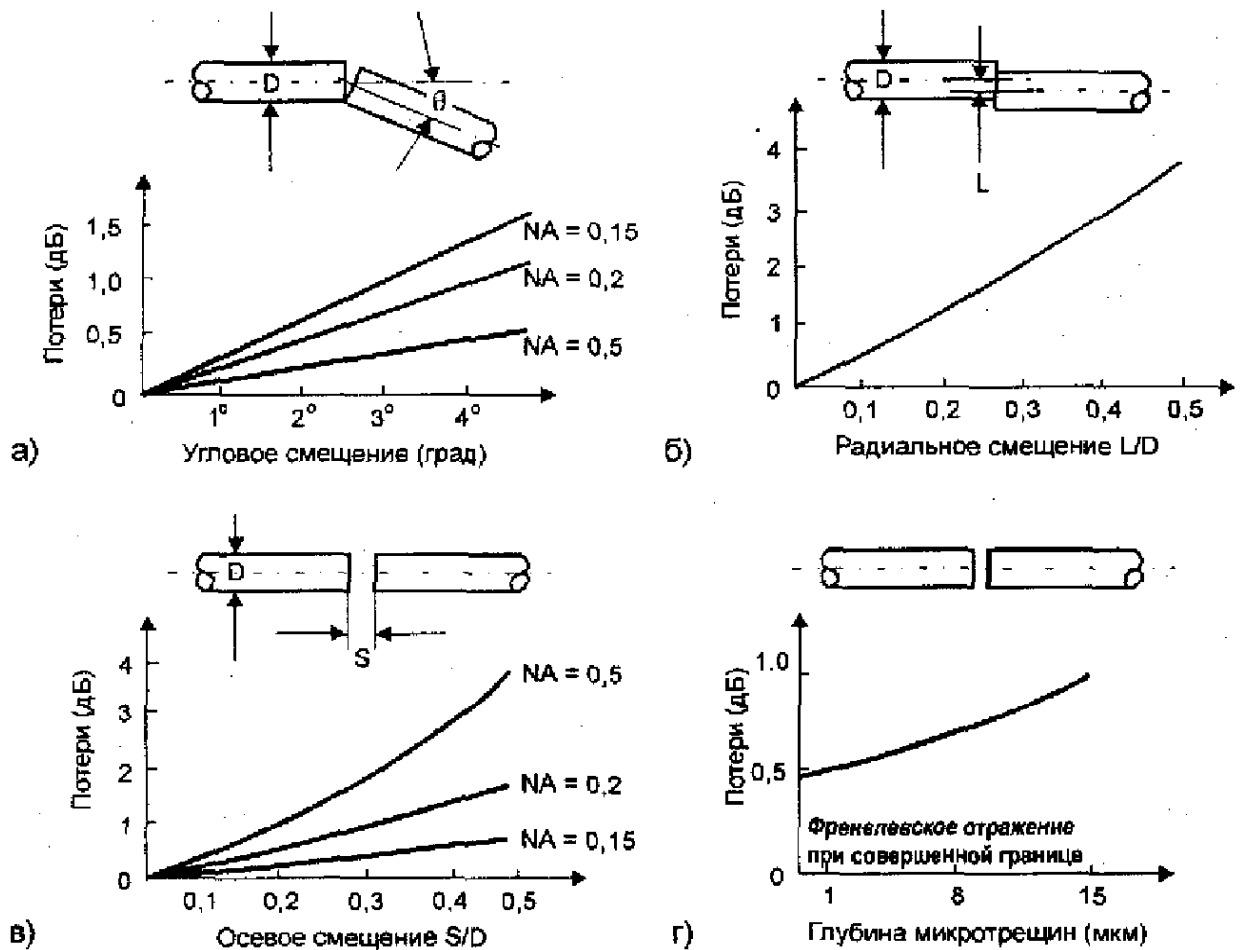 D
θ
Потери (дБ)
1,5
1,0
0,5
0
NA = 0,15
NA = 0,2
NA = 0,5
1° 2° 3° 4°
а) Угловое смещение (град)
D
L
Потери (дБ)
4
3
2
1
0
0,1 0,2 0,3 0,4 0,5
б) Радиальное смещение L/D
D
S
Потери (дБ)
4
3
2
1
0
NA = 0,5
NA = 0,2
NA = 0,15
0,1 0,2 0,3 0,4 0,5
в) Осевое смещение S/D
Потери (дБ)
1.0
0,5
0
Френелевское отражение
при совершенной границе
1 8 15
г) Глубина микротрещин (мкм)